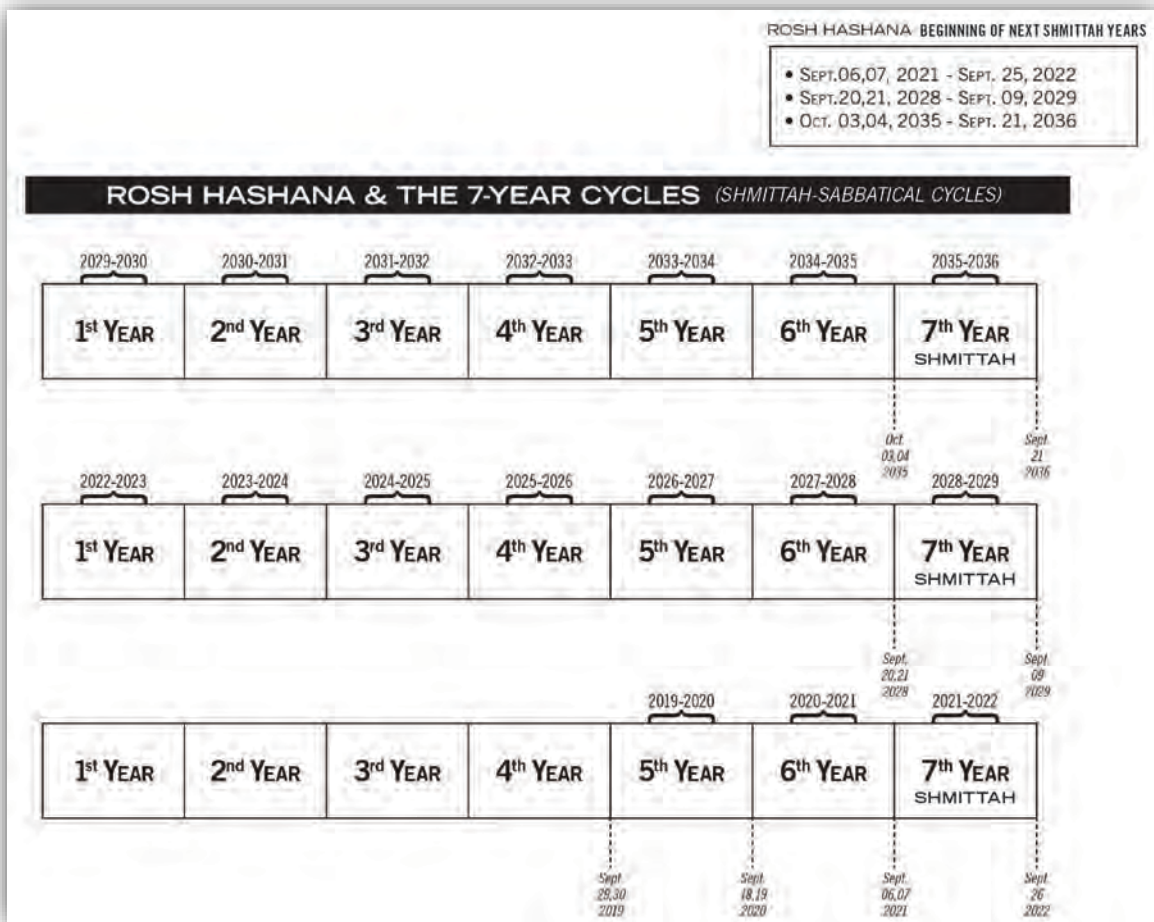 ROSH HASHANA BEGINNING OF NEXT SHMITTAH YEARS
• SEPT.06,07, 2021 - SEPT. 25, 2022
• SEPT.20,21, 2028 - SEPT. 09, 2029
• OCT. 03,04, 2035 - SEPT. 21, 2036
ROSH HASHANA & THE 7-YEAR CYCLES (SHMITTAH-SABBATICAL CYCLES)
2029-2030 2030-2031 2031-2032 2032-2033 2033-2034 2034-2035 2035-2036
1st YEAR 2nd YEAR 3rd YEAR 4th YEAR 5th YEAR 6th YEAR 7th YEAR
SHMITTAH
Oct. Sept.
03,04 21
2035 2036
2022-2023 2023-2024 2024-2025 2025-2026 2026-2027 2027-2028 2028-2029
1st YEAR 2nd YEAR 3rd YEAR 4th YEAR 5th YEAR 6th YEAR 7th YEAR
SHMITTAH
Sept. Sept.
20,21 09
2028 2029
2019-2020 2020-2021 2021-2022
1st YEAR 2nd YEAR 3rd YEAR 4th YEAR 5th YEAR 6th YEAR 7th YEAR
SHMITTAH
Sept. Sept. Sept. Sept.
29,30 18,19 06,07 26
2019 2020 2021 2022